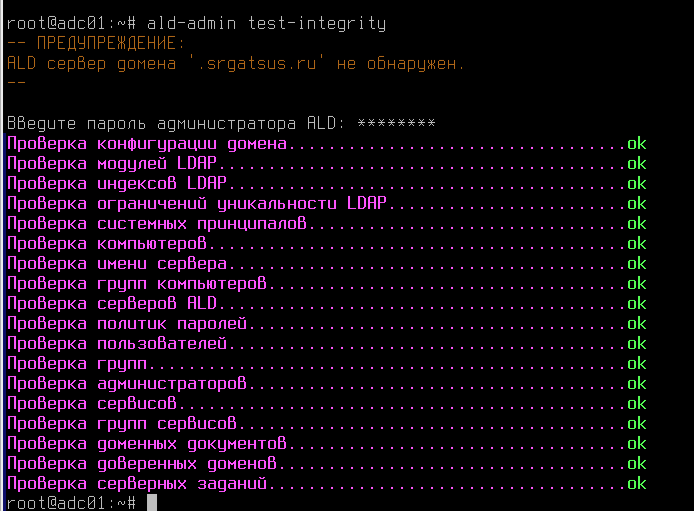 root@adc01:~# ald-admin test-integrity
-- ПРЕДУПРЕЖДЕНИЕ:
ALD сервер домена '.srgatsus.ru' не обнаружен.
--
Введите пароль администратора ALD: ********
Проверка конфигурации домена..................................ok
Проверка модулей LDAP.........................................ok
Проверка индексов LDAP........................................ok
Проверка ограничений уникальности LDAP........................ok
Проверка системных принципалов................................ok
Проверка компьютеров..........................................ok
Проверка имени сервера........................................ok
Проверка групп компьютеров....................................ok
Проверка серверов ALD.........................................ok
Проверка политик паролей......................................ok
Проверка пользователей........................................ok
Проверка групп................................................ok
Проверка администраторов......................................ok
Проверка сервисов.............................................ok
Проверка групп сервисов.......................................ok
Проверка доменных документов..................................ok
Проверка доверенных доменов...................................ok
Проверка серверных заданий....................................ok
root@adc01:~#